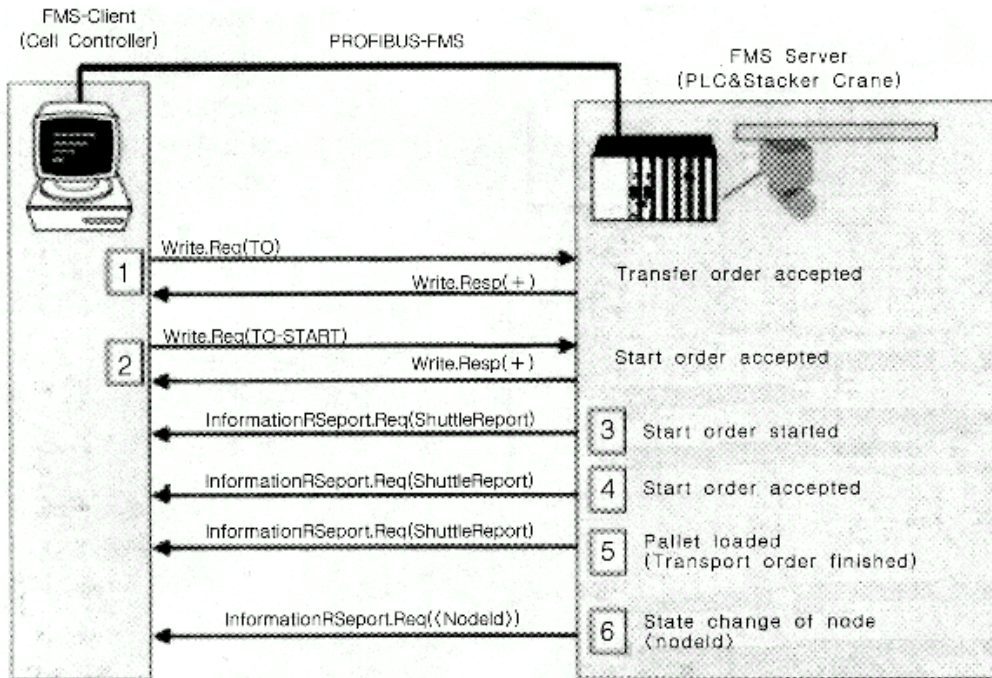 FMS-Client
(Cell Controller)
PROFIBUS-FMS
FMS Server
(PLC&Stacker Crane)
1
Write.Req(TO)
Write.Resp(+)
Transfer order accepted
2
Write.Req(TO-START)
Write.Resp(+)
Start order accepted
InformationRSeport.Req(ShuttleReport)
3
Start order started
InformationRSeport.Req(ShuttleReport)
4
Start order accepted
InformationRSeport.Req(ShuttleReport)
5
Pallet loaded
(Transport order finished)
InformationRSeport.Req(⟨NodeId⟩)
6
State change of node
⟨nodeId⟩